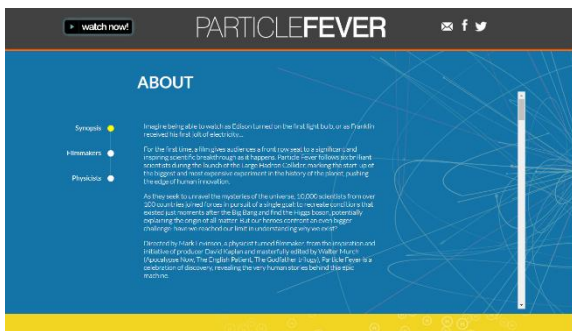 watch now!
PARTICLEFEVER
ABOUT
Synopsis
Filmmakers
Physicists
Imagine being able to watch as Edison turned on the first light bulb, or as Franklin
received his first jolt of electricity...
For the first time, a film gives audiences a front row seat to a significant and
inspiring scientific breakthrough as it happens. Particle Fever follows six brilliant
scientists during the launch of the Large Hadron Collider, marking the start-up of
the biggest and most expensive experiment in the history of the planet, pushing
the edge of human innovation.
As they seek to unravel the mysteries of the universe, 10,000 scientists from over
100 countries joined forces in pursuit of a single goal: to recreate conditions that
existed just moments after the Big Bang and find the Higgs boson, potentially
explaining the origin of all matter. But our heroes confront an even bigger
challenge: have we reached our limit in understanding why we exist?
Directed by Mark Levinson, a physicist turned filmmaker, from the inspiration and
initiative of producer David Kaplan and masterfully edited by Walter Murch
(Apocalypse Now, The English Patient, The Godfather trilogy), Particle Fever is a
celebration of discovery, revealing the very human stories behind this epic
machine.